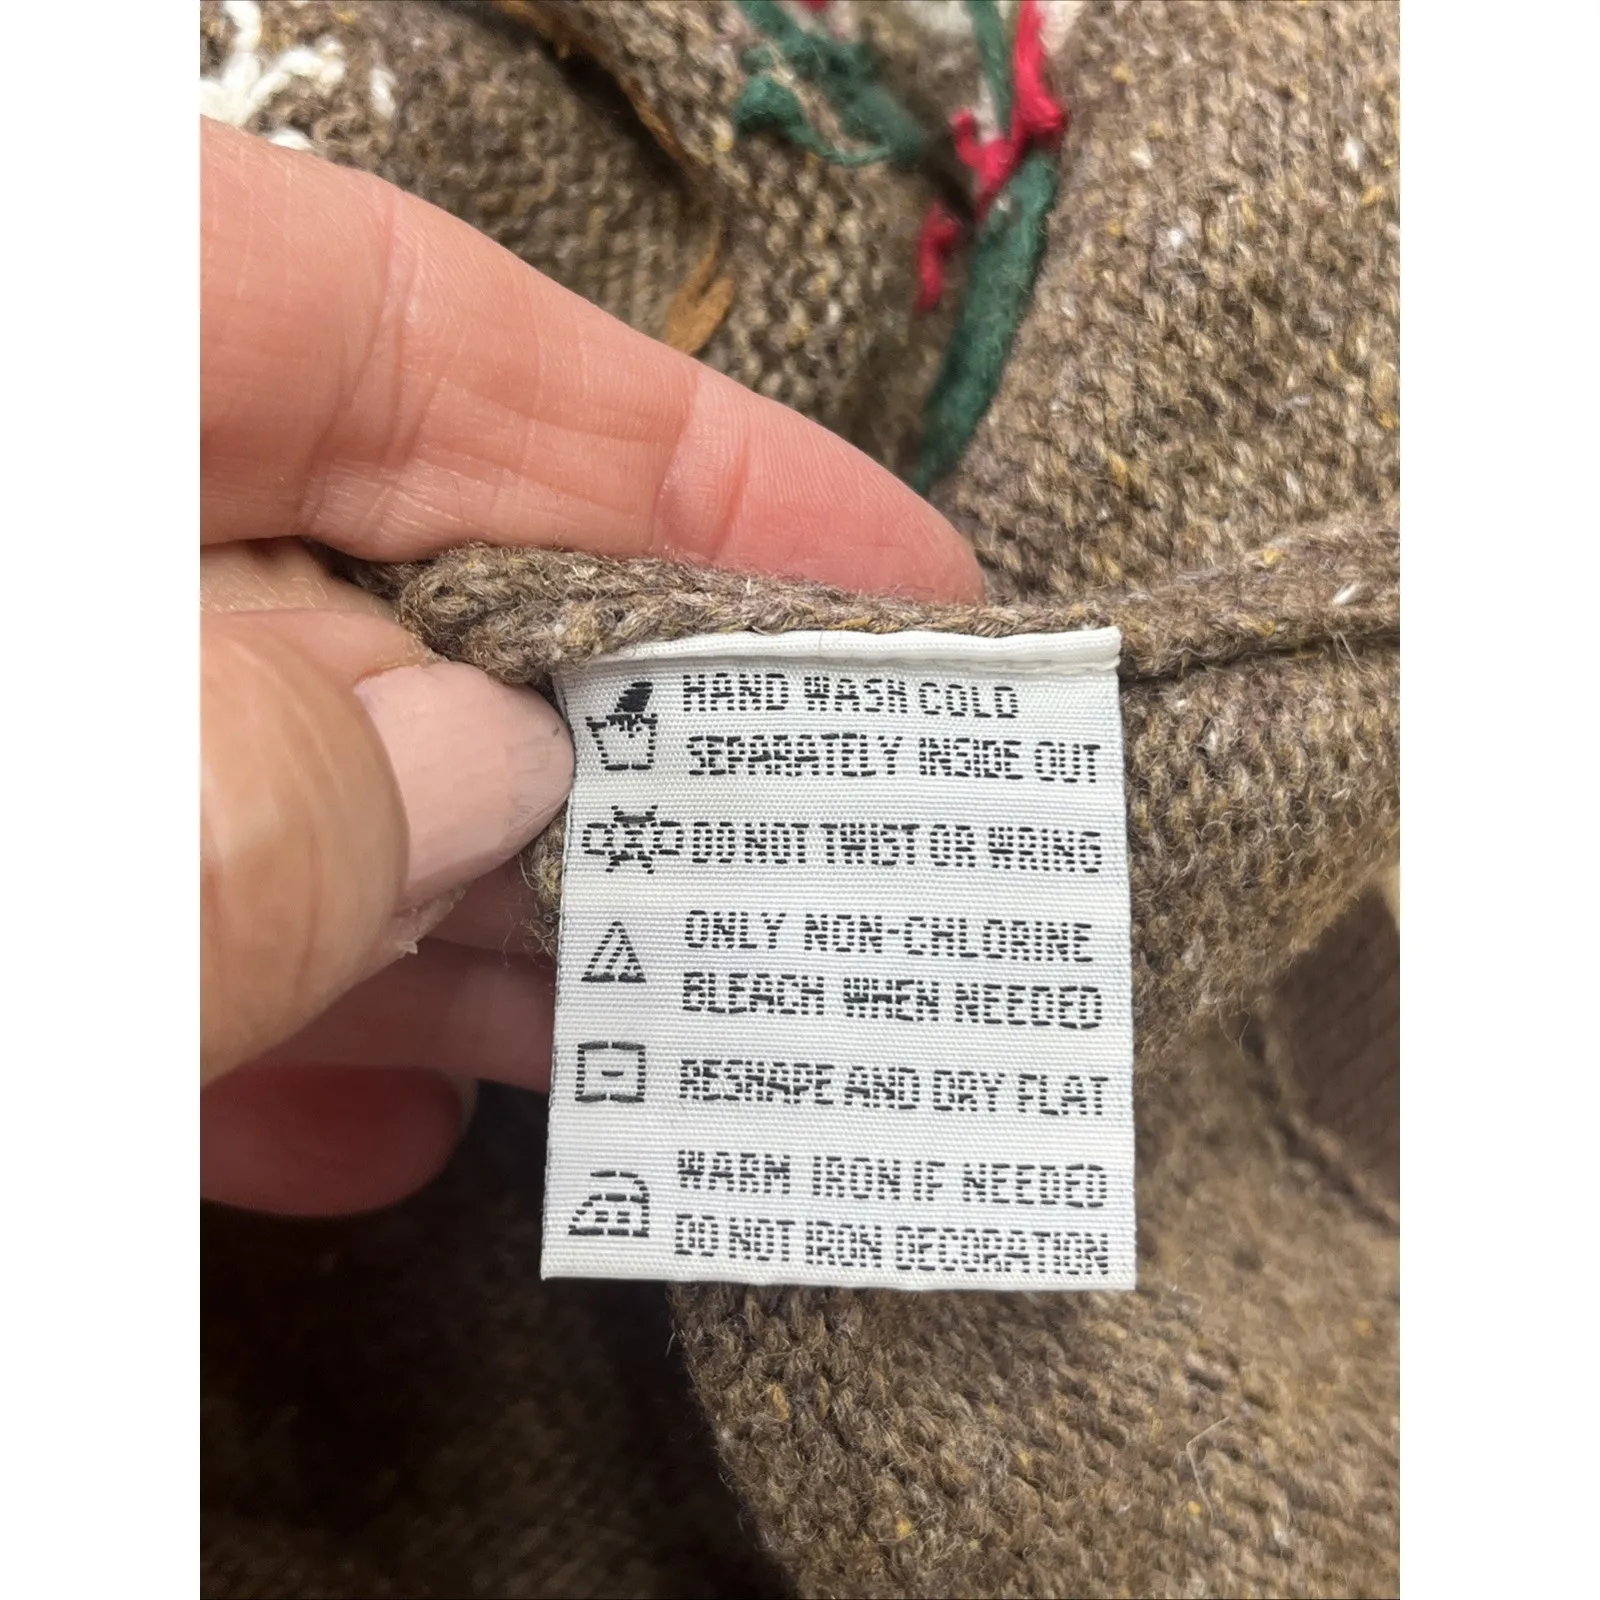 HAND WASH COLD
SEPARATELY INSIDE OUT
DO NOT TWIST OR WRING
ONLY NON-CHLORINE
BLEACH WHEN NEEDED
RESHAPE AND DRY FLAT
WARM IRON IF NEEDED
DO NOT IRON DECORATION